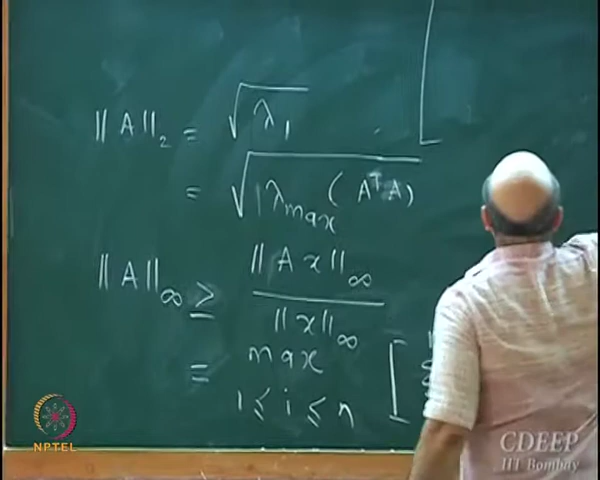 ‖A‖₂ = √λ₁
= √λmax(AᵀA)
‖A‖∞ ≥ ‖Ax‖∞ / ‖x‖∞
= max [
1 ≤ i ≤ n
NPTEL
CDEEP
IIT Bombay